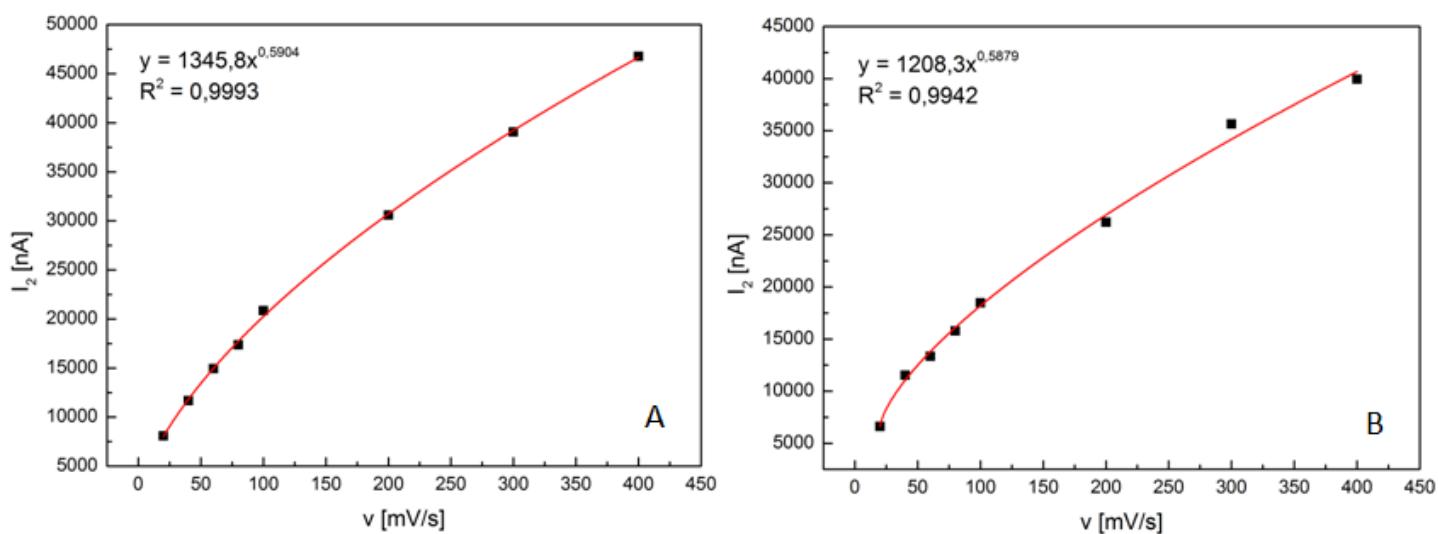 y = 1345,8x^0,5904
R² = 0,9993
50000
45000
40000
35000
30000
25000
20000
15000
10000
5000
I₂ [nA]
0 50 100 150 200 250 300 350 400 450
v [mV/s]
A
y = 1208,3x^0,5879
R² = 0,9942
45000
40000
35000
30000
25000
20000
15000
10000
5000
I₂ [nA]
0 50 100 150 200 250 300 350 400 450
v [mV/s]
B